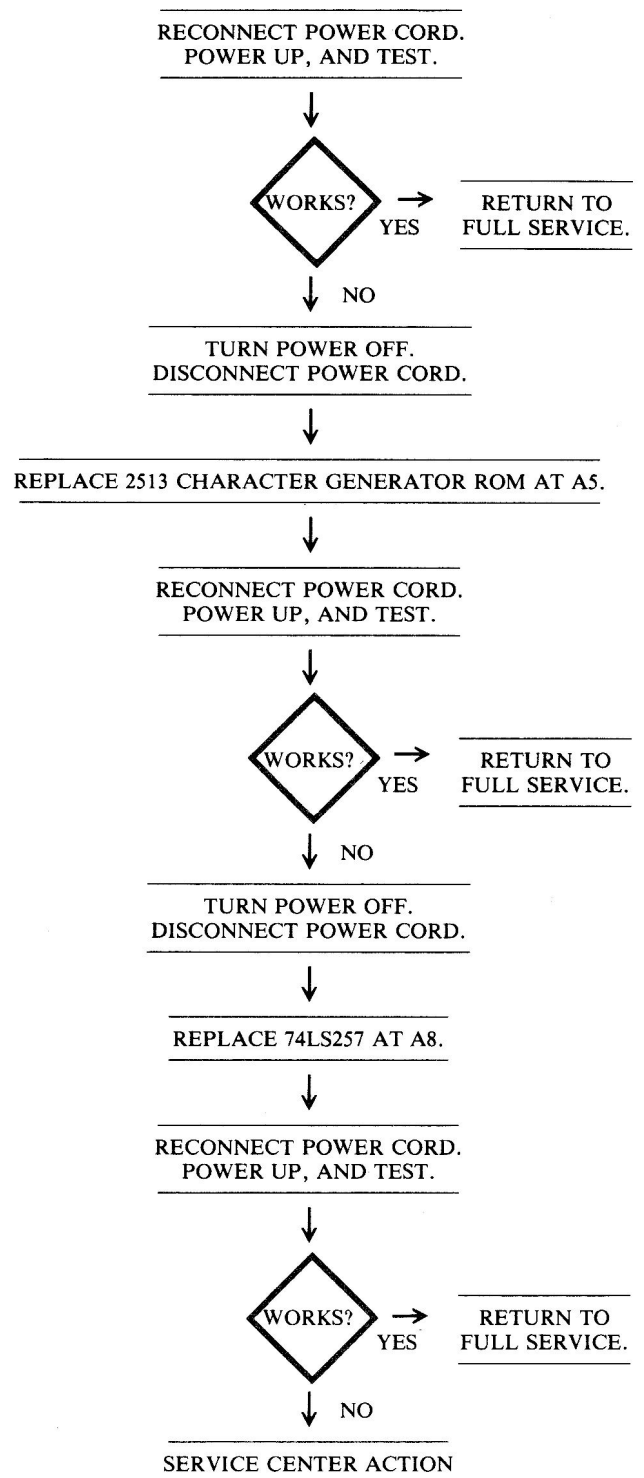 RECONNECT POWER CORD.
POWER UP, AND TEST.
WORKS?
YES
RETURN TO
FULL SERVICE.
NO
TURN POWER OFF.
DISCONNECT POWER CORD.
REPLACE 2513 CHARACTER GENERATOR ROM AT A5.
RECONNECT POWER CORD.
POWER UP, AND TEST.
WORKS?
YES
RETURN TO
FULL SERVICE.
NO
TURN POWER OFF.
DISCONNECT POWER CORD.
REPLACE 74LS257 AT A8.
RECONNECT POWER CORD.
POWER UP, AND TEST.
WORKS?
YES
RETURN TO
FULL SERVICE.
NO
SERVICE CENTER ACTION